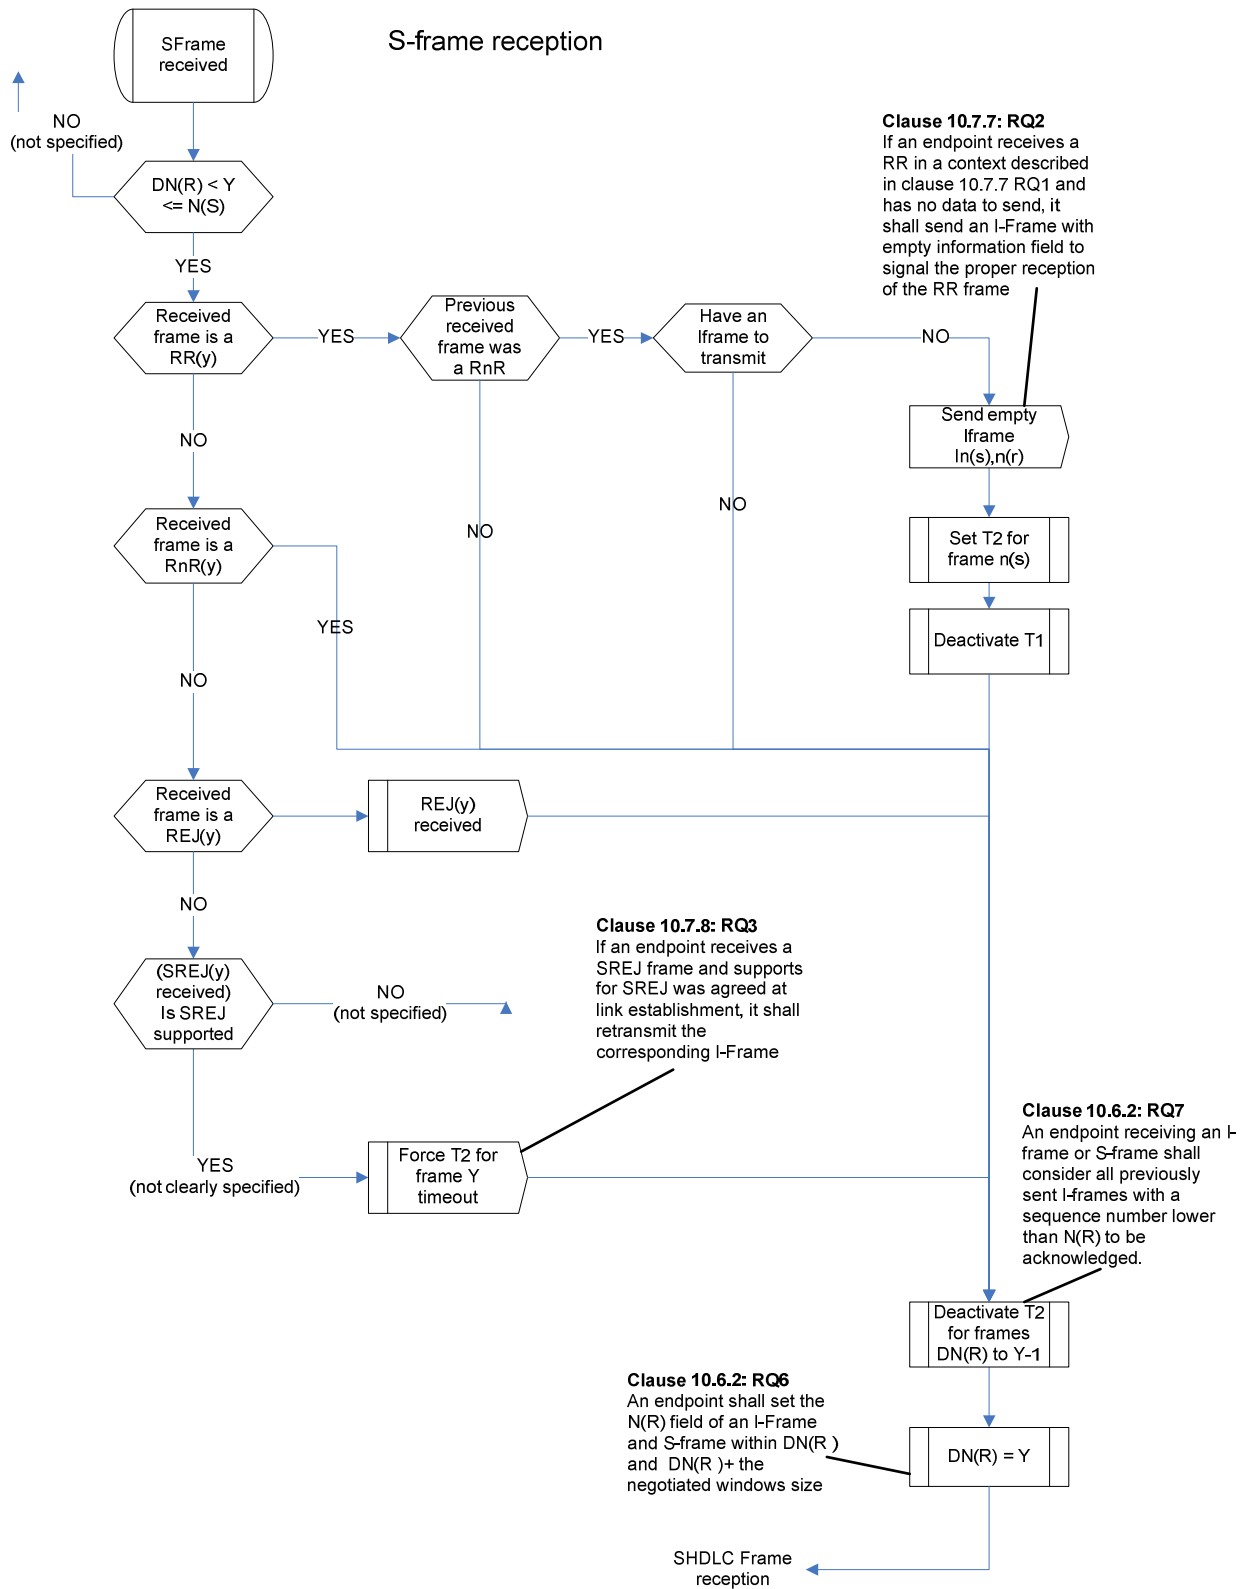 S-frame reception
SFrame
received
NO
(not specified)
DN(R) < Y
<= N(S)
YES
Clause 10.7.7: RQ2
If an endpoint receives a
RR in a context described
in clause 10.7.7 RQ1 and
has no data to send, it
shall send an I-Frame with
empty information field to
signal the proper reception
of the RR frame
Received
frame is a
RR(y)
YES
Previous
received
frame was
a RnR
YES
Have an
Iframe to
transmit
NO
Send empty
Iframe
In(s),n(r)
NO
NO
NO
Set T2 for
frame n(s)
Received
frame is a
RnR(y)
YES
Deactivate T1
NO
Received
frame is a
REJ(y)
REJ(y)
received
NO
Clause 10.7.8: RQ3
If an endpoint receives a
SREJ frame and supports
for SREJ was agreed at
link establishment, it shall
retransmit the
corresponding I-Frame
(SREJ(y)
received)
Is SREJ
supported
NO
(not specified)
YES
(not clearly specified)
Force T2 for
frame Y
timeout
Clause 10.6.2: RQ7
An endpoint receiving an I-
frame or S-frame shall
consider all previously
sent I-frames with a
sequence number lower
than N(R) to be
acknowledged.
Deactivate T2
for frames
DN(R) to Y-1
Clause 10.6.2: RQ6
An endpoint shall set the
N(R) field of an I-Frame
and S-frame within DN(R )
and DN(R )+ the
negotiated windows size
DN(R) = Y
SHDLC Frame
reception